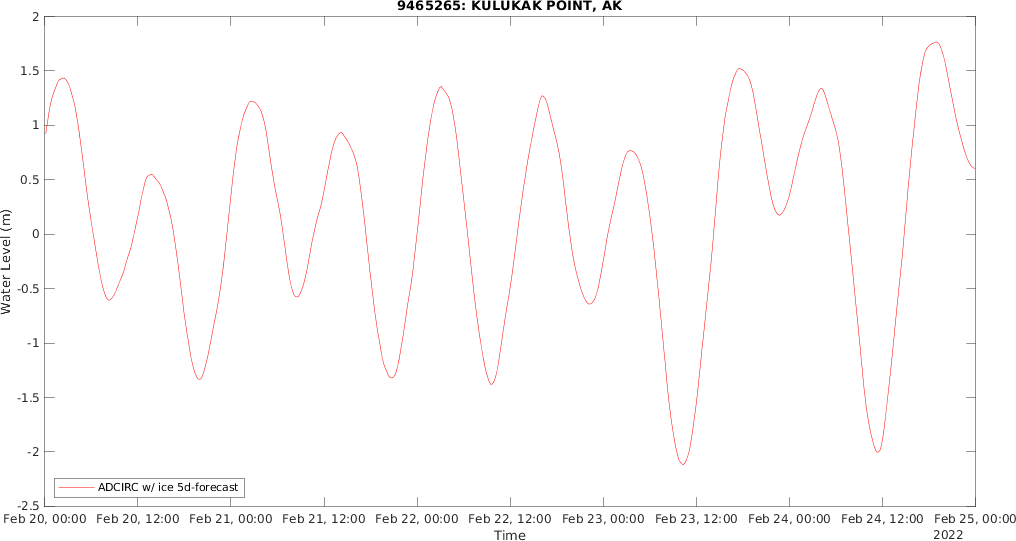 9465265: KULUKAK POINT, AK
2
1.5
1
0.5
0
-0.5
-1
-1.5
-2
-2.5
Water Level (m)
ADCIRC w/ ice 5d-forecast
Feb 20, 00:00 Feb 20, 12:00 Feb 21, 00:00 Feb 21, 12:00 Feb 22, 00:00 Feb 22, 12:00 Feb 23, 00:00 Feb 23, 12:00 Feb 24, 00:00 Feb 24, 12:00 Feb 25, 00:00
Time
2022